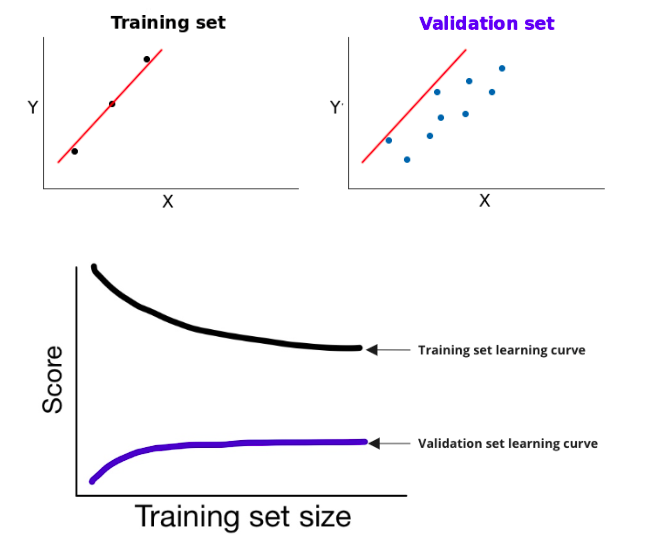 Training set
Validation set
Y
X
Y
X
Score
Training set learning curve
Validation set learning curve
Training set size